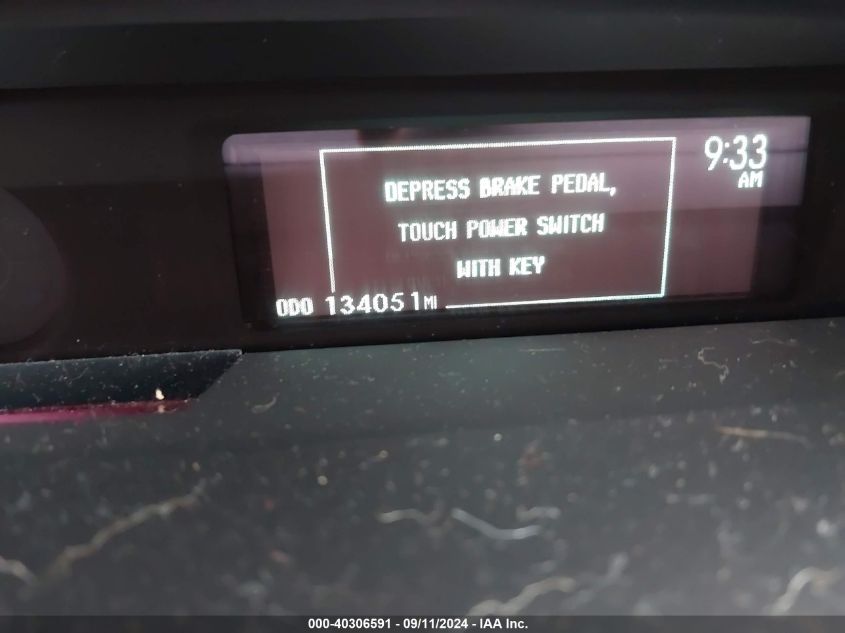 9:33
AM
DEPRESS BRAKE PEDAL,
TOUCH POWER SWITCH
WITH KEY
ODO 134051 MI
000-40306591 - 09/11/2024 - IAA Inc.